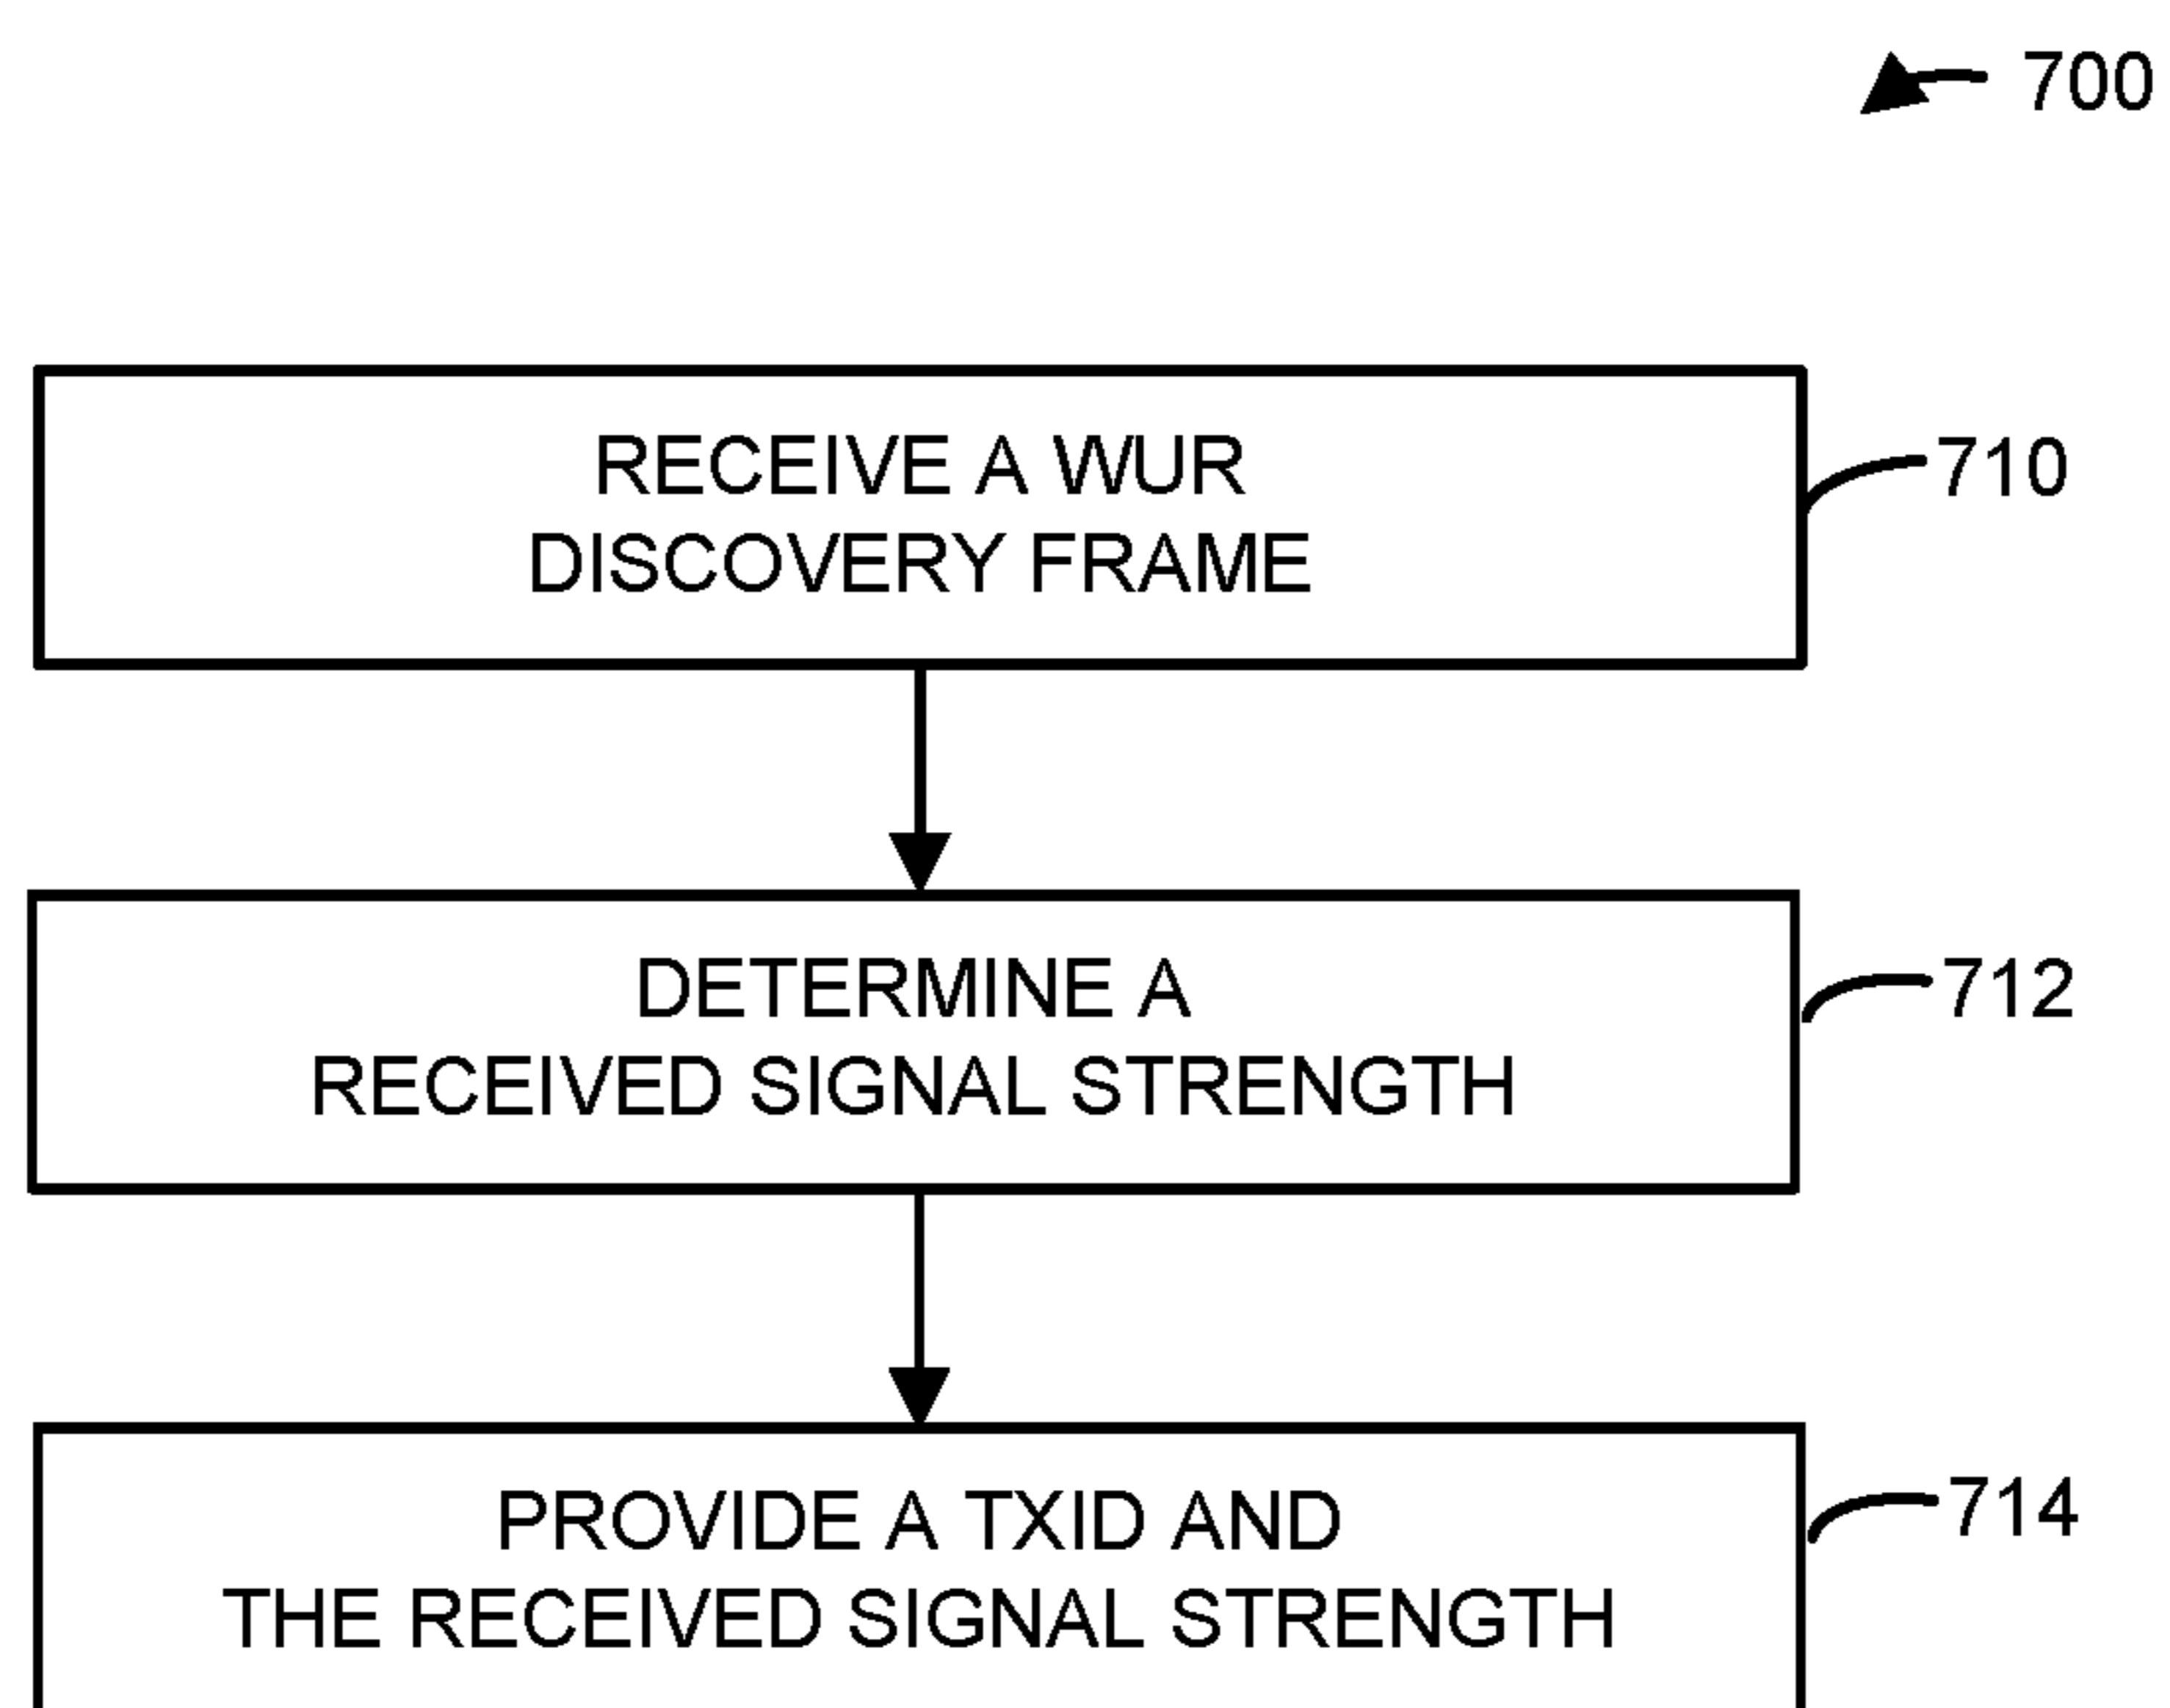 700
RECEIVE A WUR
DISCOVERY FRAME
710
DETERMINE A
RECEIVED SIGNAL STRENGTH
712
PROVIDE A TXID AND
THE RECEIVED SIGNAL STRENGTH
714